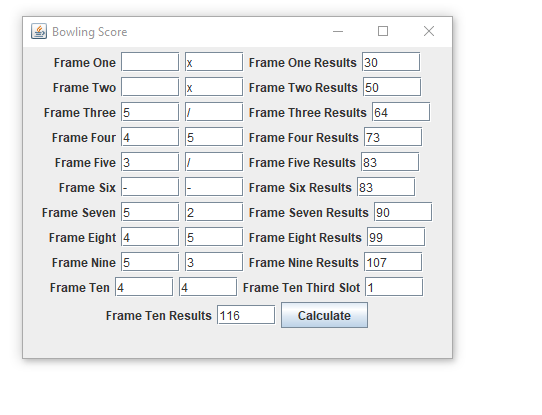 Bowling Score
Frame One x Frame One Results 30
Frame Two x Frame Two Results 50
Frame Three 5 / Frame Three Results 64
Frame Four 4 5 Frame Four Results 73
Frame Five 3 / Frame Five Results 83
Frame Six - - Frame Six Results 83
Frame Seven 5 2 Frame Seven Results 90
Frame Eight 4 5 Frame Eight Results 99
Frame Nine 5 3 Frame Nine Results 107
Frame Ten 4 4 Frame Ten Third Slot 1
Frame Ten Results 116 Calculate